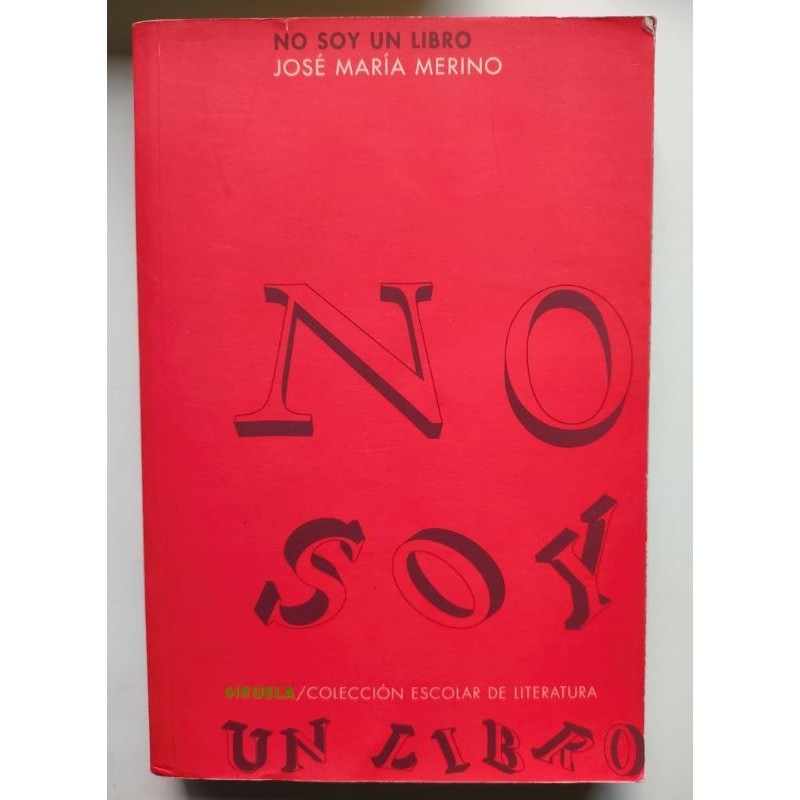 NO SOY UN LIBRO
JOSÉ MARÍA MERINO
NO
SOY
SIRUELA/COLECCIÓN ESCOLAR DE LITERATURA
UN LIBRO